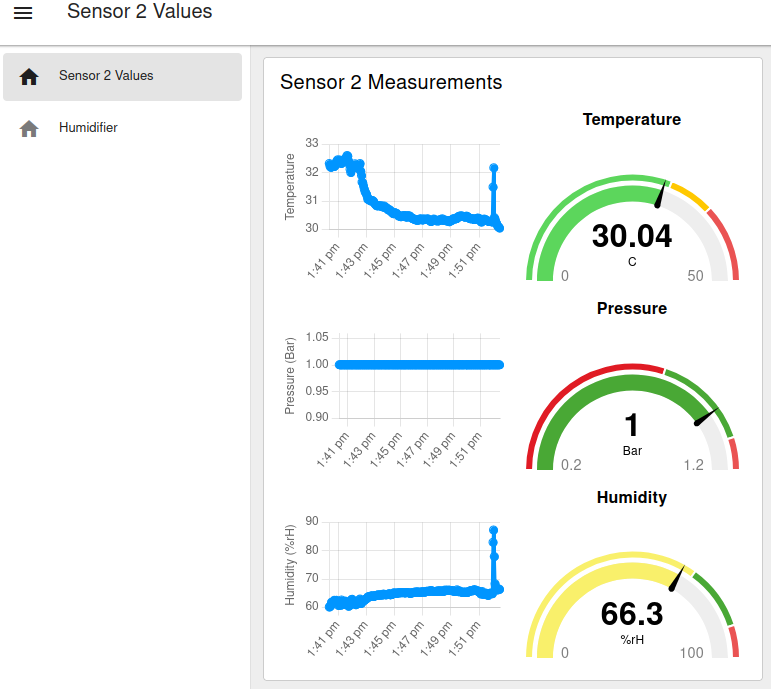 Sensor 2 Values
Sensor 2 Values
Humidifier
Sensor 2 Measurements
Temperature
33
32
31
30
Temperature
1:41 pm
1:43 pm
1:45 pm
1:47 pm
1:49 pm
1:51 pm
30.04
C
0
50
Pressure
1.05
1.00
0.95
0.90
Pressure (Bar)
1:41 pm
1:43 pm
1:45 pm
1:47 pm
1:49 pm
1:51 pm
1
Bar
0.2
1.2
Humidity
90
80
70
60
Humidity (%rH)
1:41 pm
1:43 pm
1:45 pm
1:47 pm
1:49 pm
1:51 pm
66.3
%rH
0
100